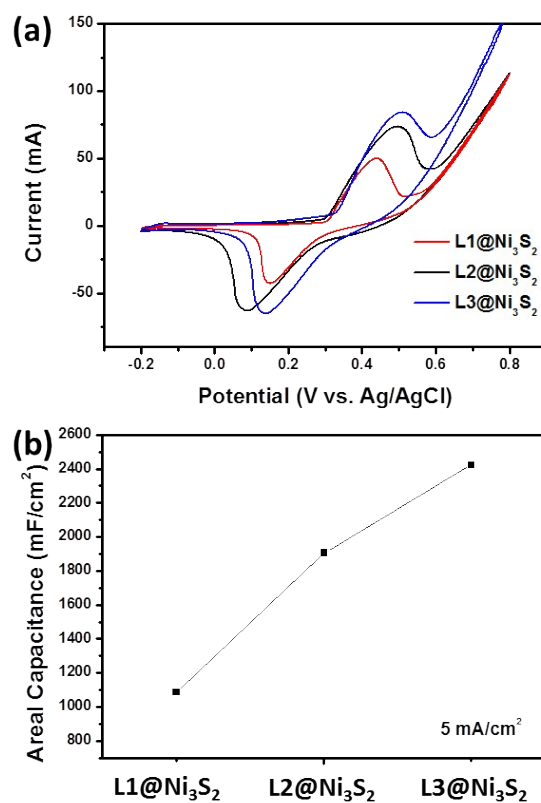 (a)
150
100
50
0
-50
Current (mA)
L1@Ni₃S₂
L2@Ni₃S₂
L3@Ni₃S₂
-0.2 0.0 0.2 0.4 0.6 0.8
Potential (V vs. Ag/AgCl)
(b)
2600
2400
2200
2000
1800
1600
1400
1200
1000
800
Areal Capacitance (mF/cm²)
5 mA/cm²
L1@Ni₃S₂ L2@Ni₃S₂ L3@Ni₃S₂